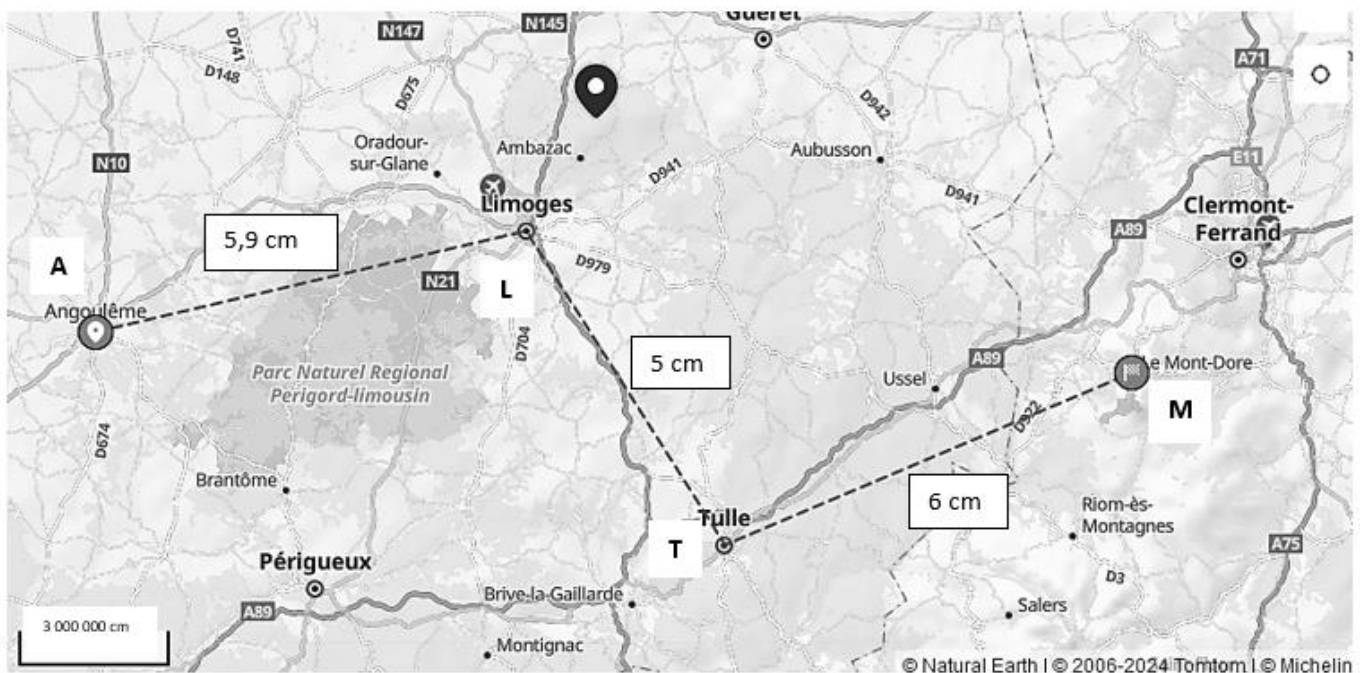 Guéret
N147
N145
D741
D148
D675
A71
D942
Oradour-
sur-Glane
Ambazac
Aubusson
N10
D941
E11
D941
Limoges
Clermont-
Ferrand
A89
5,9 cm
A
D979
N21
L
Angoulême
D704
5 cm
A89
Le Mont-Dore
Parc Naturel Regional
Perigord-limousin
Ussel
M
D922
D674
Brantôme
6 cm
Tulle
T
Riom-ès-
Montagnes
A75
Périgueux
D3
Brive-la-Gaillarde
A89
Salers
3 000 000 cm
Montignac
© Natural Earth | © 2006-2024 Tomtom | © Michelin